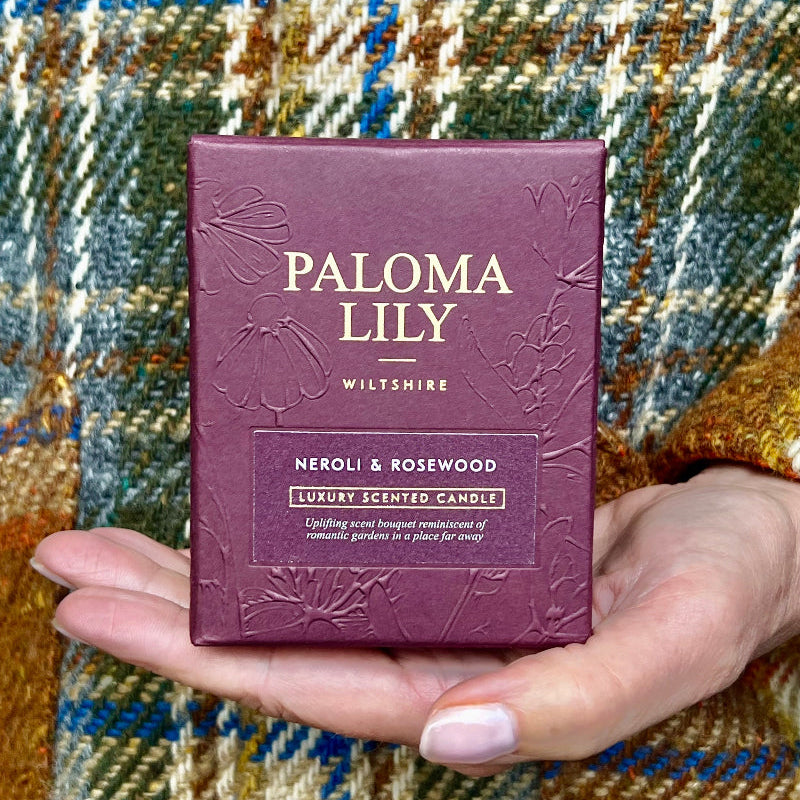 PALOMA
LILY
WILTSHIRE
NEROLI & ROSEWOOD
LUXURY SCENTED CANDLE
Uplifting scent bouquet reminiscent of
romantic gardens in a place far away